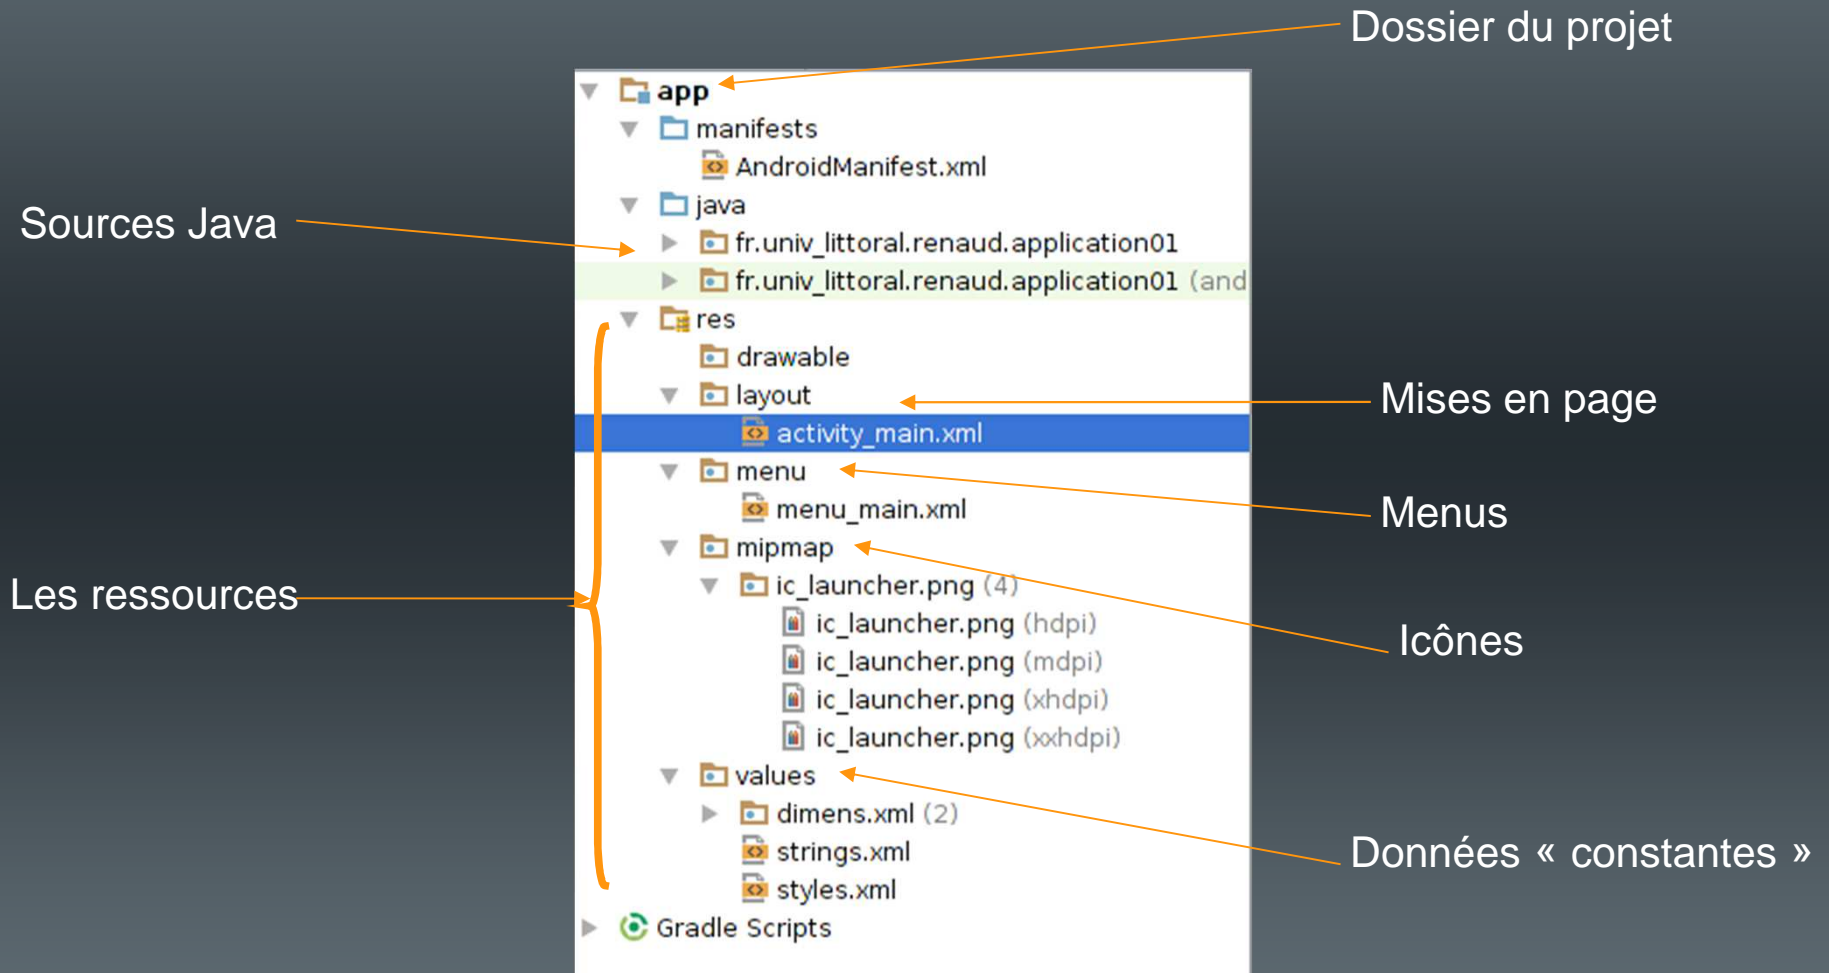 Dossier du projet
app
manifests
AndroidManifest.xml
Sources Java
java
fr.univ_littoral.renaud.application01
fr.univ_littoral.renaud.application01 (and
res
drawable
layout
Mises en page
activity_main.xml
menu
menu_main.xml
Menus
mipmap
Les ressources
ic_launcher.png (4)
ic_launcher.png (hdpi)
Icônes
ic_launcher.png (mdpi)
ic_launcher.png (xhdpi)
ic_launcher.png (xxhdpi)
values
dimens.xml (2)
strings.xml
Données « constantes »
styles.xml
Gradle Scripts